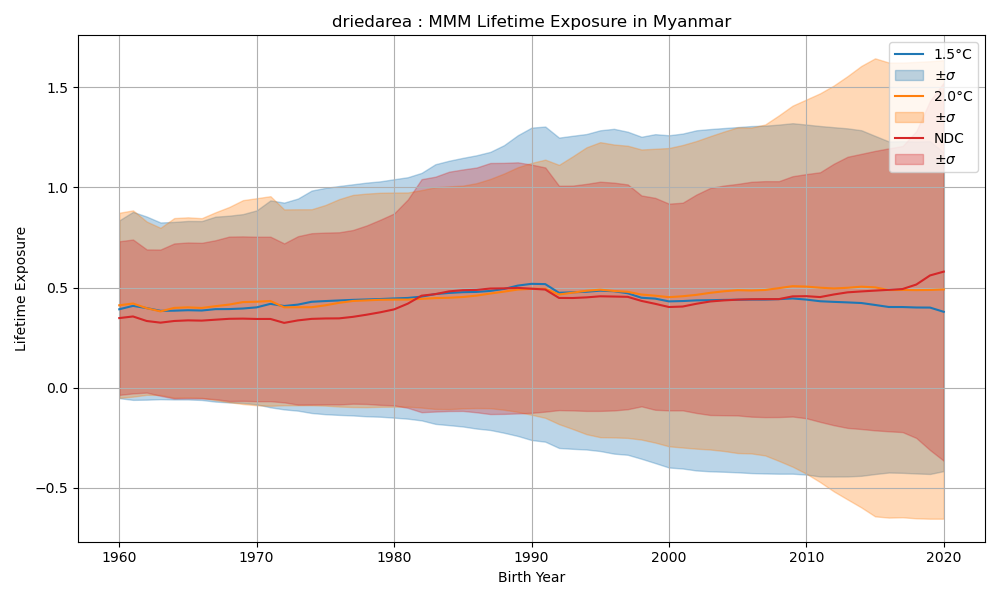 driedarea : MMM Lifetime Exposure in Myanmar
1.5°C
±σ
2.0°C
±σ
NDC
±σ
Lifetime Exposure
1.5
1.0
0.5
0.0
−0.5
1960 1970 1980 1990 2000 2010 2020
Birth Year